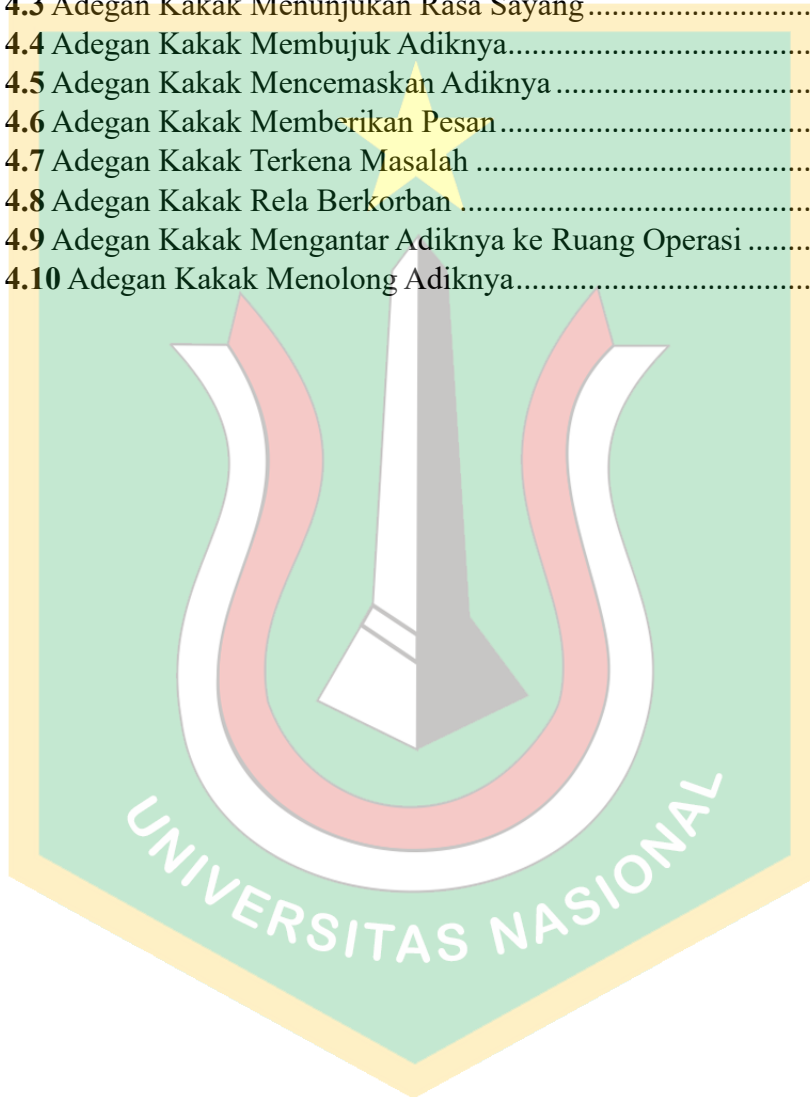 4.3 Adegan Kakak Menunjukan Rasa Sayang..........................
4.4 Adegan Kakak Membujuk Adiknya..................................
4.5 Adegan Kakak Mencemaskan Adiknya.............................
4.6 Adegan Kakak Memberikan Pesan...................................
4.7 Adegan Kakak Terkena Masalah......................................
4.8 Adegan Kakak Rela Berkorban........................................
4.9 Adegan Kakak Mengantar Adiknya ke Ruang Operasi.......
4.10 Adegan Kakak Menolong Adiknya.................................
UNIVERSITAS NASIONAL